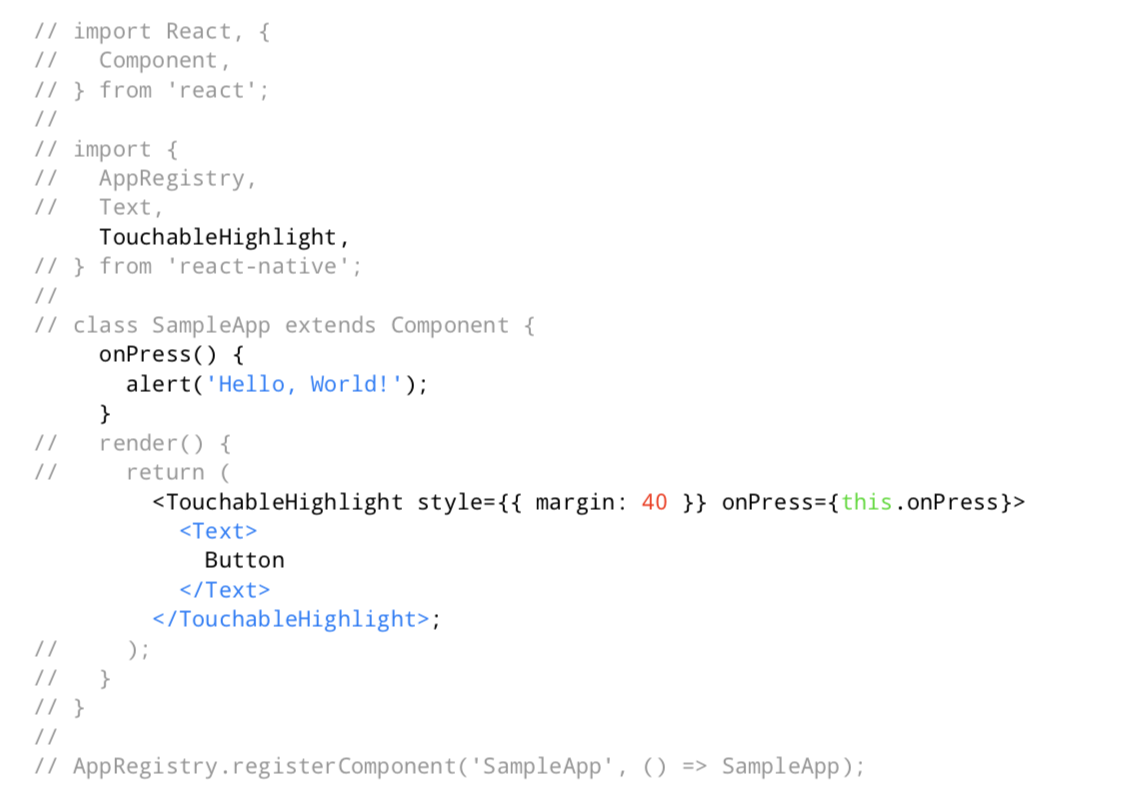 // import React, {
//   Component,
// } from 'react';
//
// import {
//   AppRegistry,
//   Text,
     TouchableHighlight,
// } from 'react-native';
//
// class SampleApp extends Component {
     onPress() {
       alert('Hello, World!');
     }
//   render() {
//     return (
         <TouchableHighlight style={{ margin: 40 }} onPress={this.onPress}>
           <Text>
             Button
           </Text>
         </TouchableHighlight>;
//     );
//   }
// }
//
// AppRegistry.registerComponent('SampleApp', () => SampleApp);